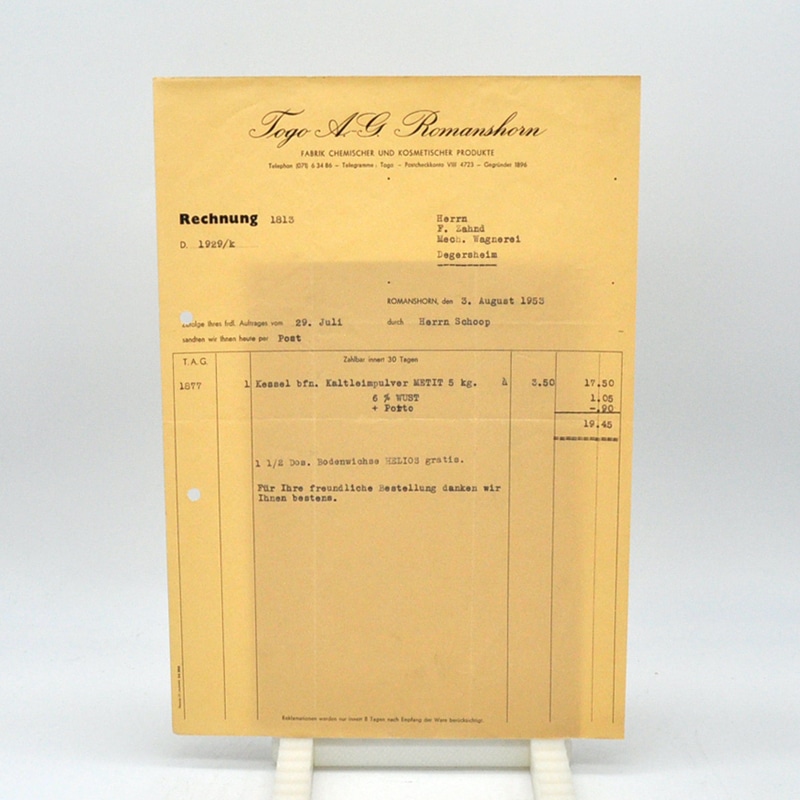 Togo A-G. Romanshorn
FABRIK CHEMISCHER UND KOSMETISCHER PRODUKTE
Telephon (071) 6 34 86 – Telegramme: Togo – Postcheckkonto VIII 4723 – Gegründet 1896
Rechnung 1813
Herrn
F. Zahnd
Mech. Wagnerei
Degersheim
D. 1929/k
ROMANSHORN, den 3. August 1953
Zufolge Ihres frdl. Auftrages vom 29. Juli durch Herrn Schoop
sandten wir Ihnen heute per Post
T.A.G. Zahlbar innert 30 Tagen
1877 1 Kessel bfn. Kaltleimpulver METIT 5 kg. à 3.50 17.50
6 % WUST 1.05
+ Porto -.90
19.45
1 1/2 Dos. Bodenwichse HELIOS gratis.
Für Ihre freundliche Bestellung danken wir
Ihnen bestens.
Reklamationen werden nur innert 8 Tagen nach Empfang der Ware berücksichtigt